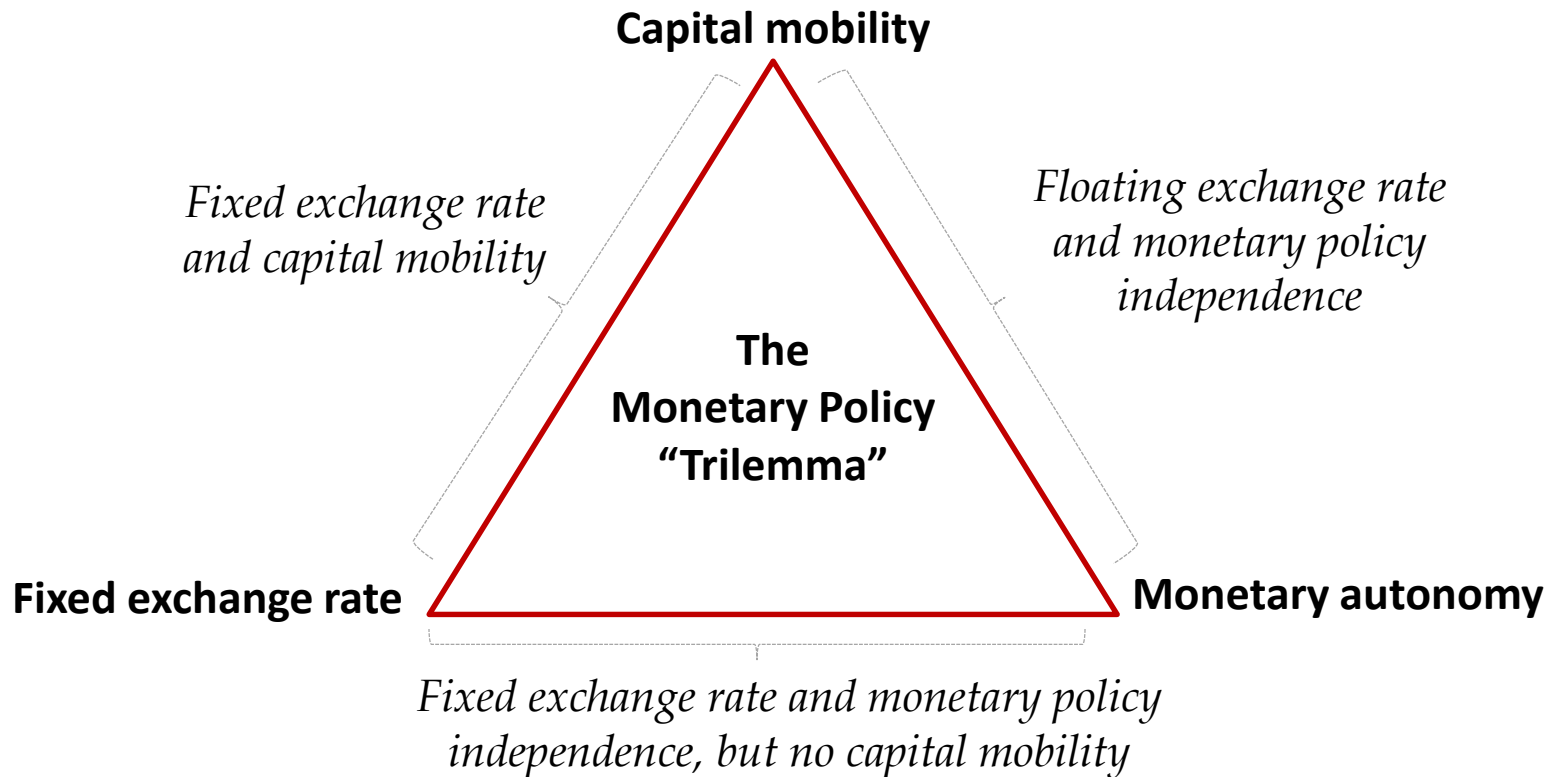 Capital mobility
Fixed exchange rate
and capital mobility
Floating exchange rate
and monetary policy
independence
The
Monetary Policy
“Trilemma”
Fixed exchange rate
Monetary autonomy
Fixed exchange rate and monetary policy
independence, but no capital mobility